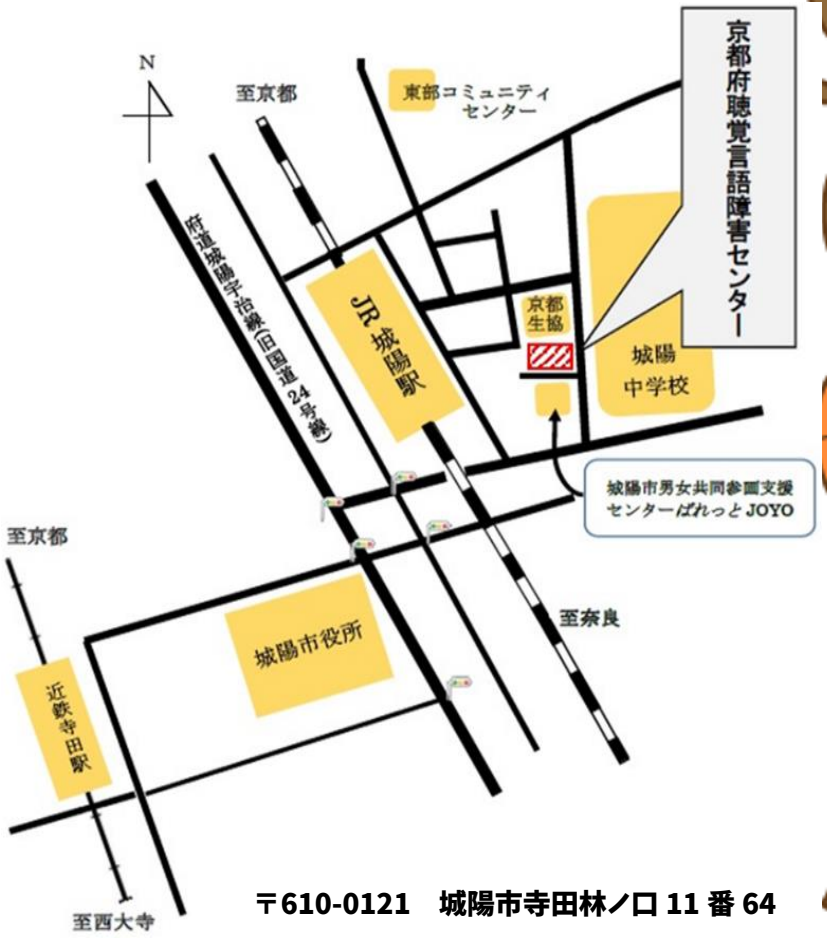 N
至京都
東部コミュニティ
センター
京都府聴覚言語障害センター
府道城陽宇治線(旧国道24号線)
JR城陽駅
京都
生協
城陽
中学校
城陽市男女共同参画支援
センターぱれっとJOYO
至京都
至奈良
城陽市役所
近鉄寺田駅
至西大寺
〒610-0121 城陽市寺田林ノ口 11 番 64